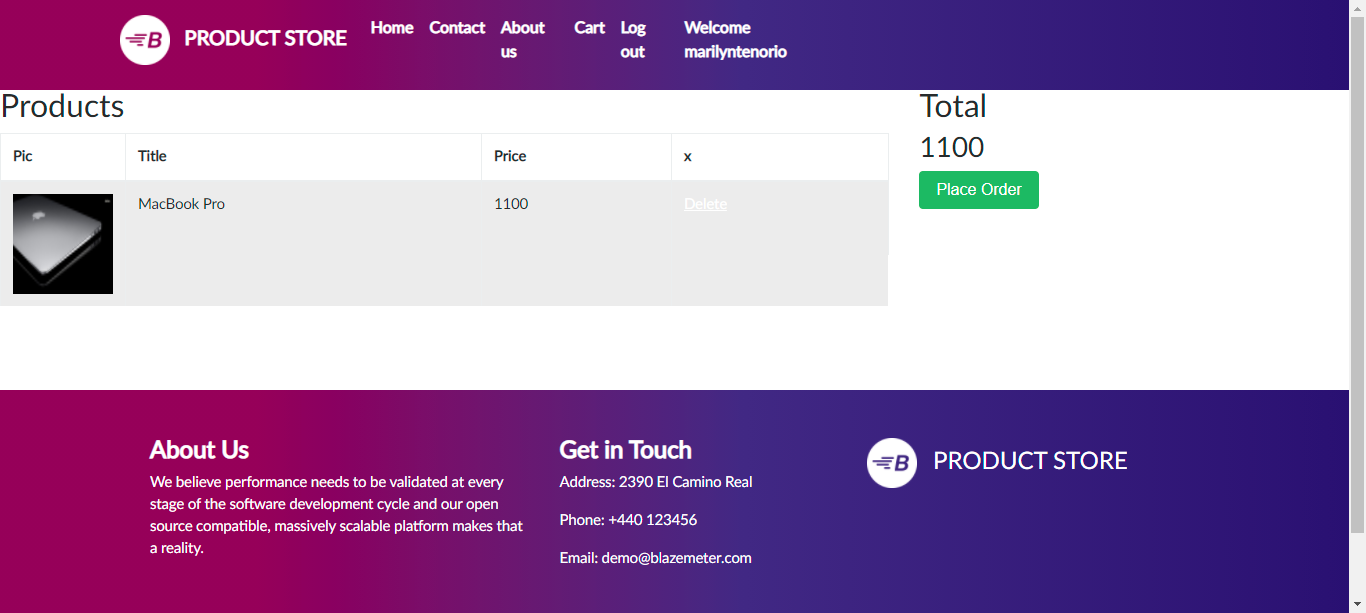 B PRODUCT STORE Home Contact About us Cart Log out Welcome marilyntenorio
Products
Pic Title Price x
MacBook Pro 1100 Delete
Total
1100
Place Order
About Us
We believe performance needs to be validated at every
stage of the software development cycle and our open
source compatible, massively scalable platform makes that
a reality.
Get in Touch
Address: 2390 El Camino Real
Phone: +440 123456
Email: demo@blazemeter.com
B PRODUCT STORE